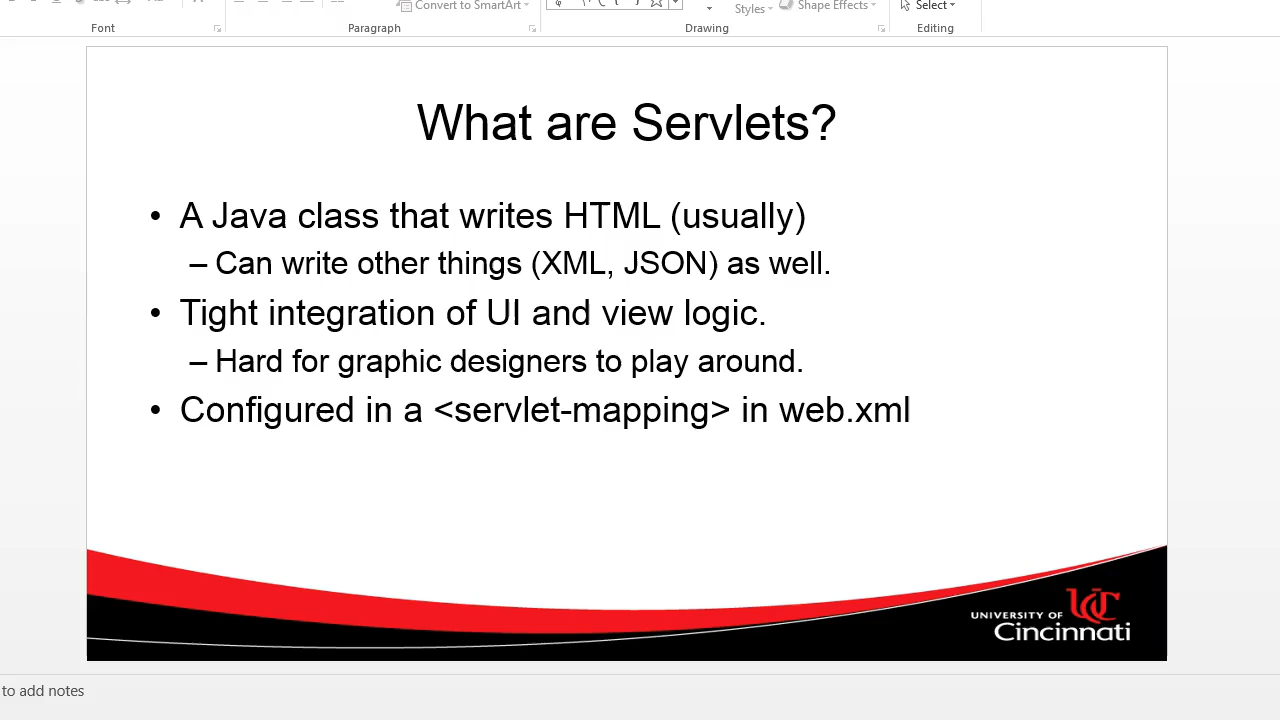 Convert to SmartArt
Styles
Shape Effects
Select
Font
Paragraph
Drawing
Editing
What are Servlets?
• A Java class that writes HTML (usually)
– Can write other things (XML, JSON) as well.
• Tight integration of UI and view logic.
– Hard for graphic designers to play around.
• Configured in a <servlet-mapping> in web.xml
UC
UNIVERSITY OF
Cincinnati
to add notes